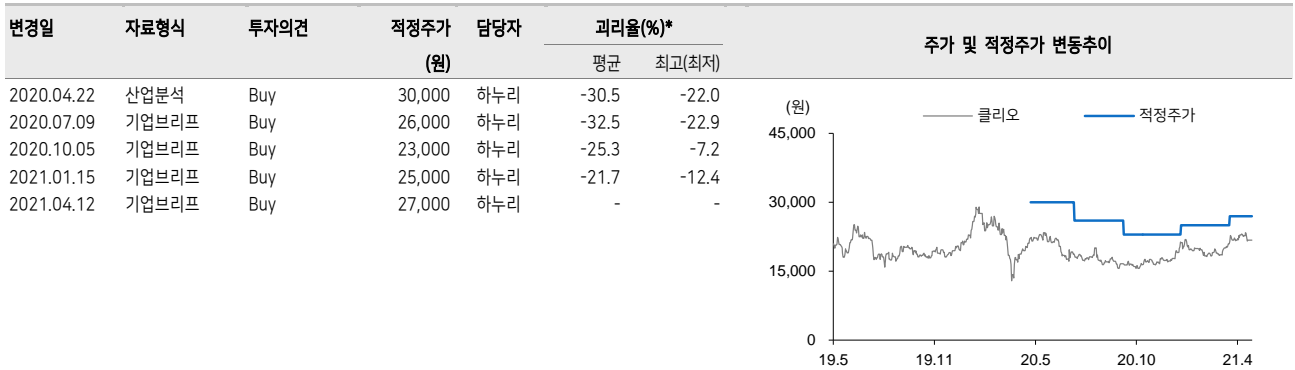 변경일 자료형식 투자의견 적정주가 담당자 괴리율(%)*
(원) 평균 최고(최저)
2020.04.22 산업분석 Buy 30,000 하누리 -30.5 -22.0
2020.07.09 기업브리프 Buy 26,000 하누리 -32.5 -22.9
2020.10.05 기업브리프 Buy 23,000 하누리 -25.3 -7.2
2021.01.15 기업브리프 Buy 25,000 하누리 -21.7 -12.4
2021.04.12 기업브리프 Buy 27,000 하누리 - -
주가 및 적정주가 변동추이
(원)
클리오 적정주가
45,000
30,000
15,000
0
19.5 19.11 20.5 20.10 21.4